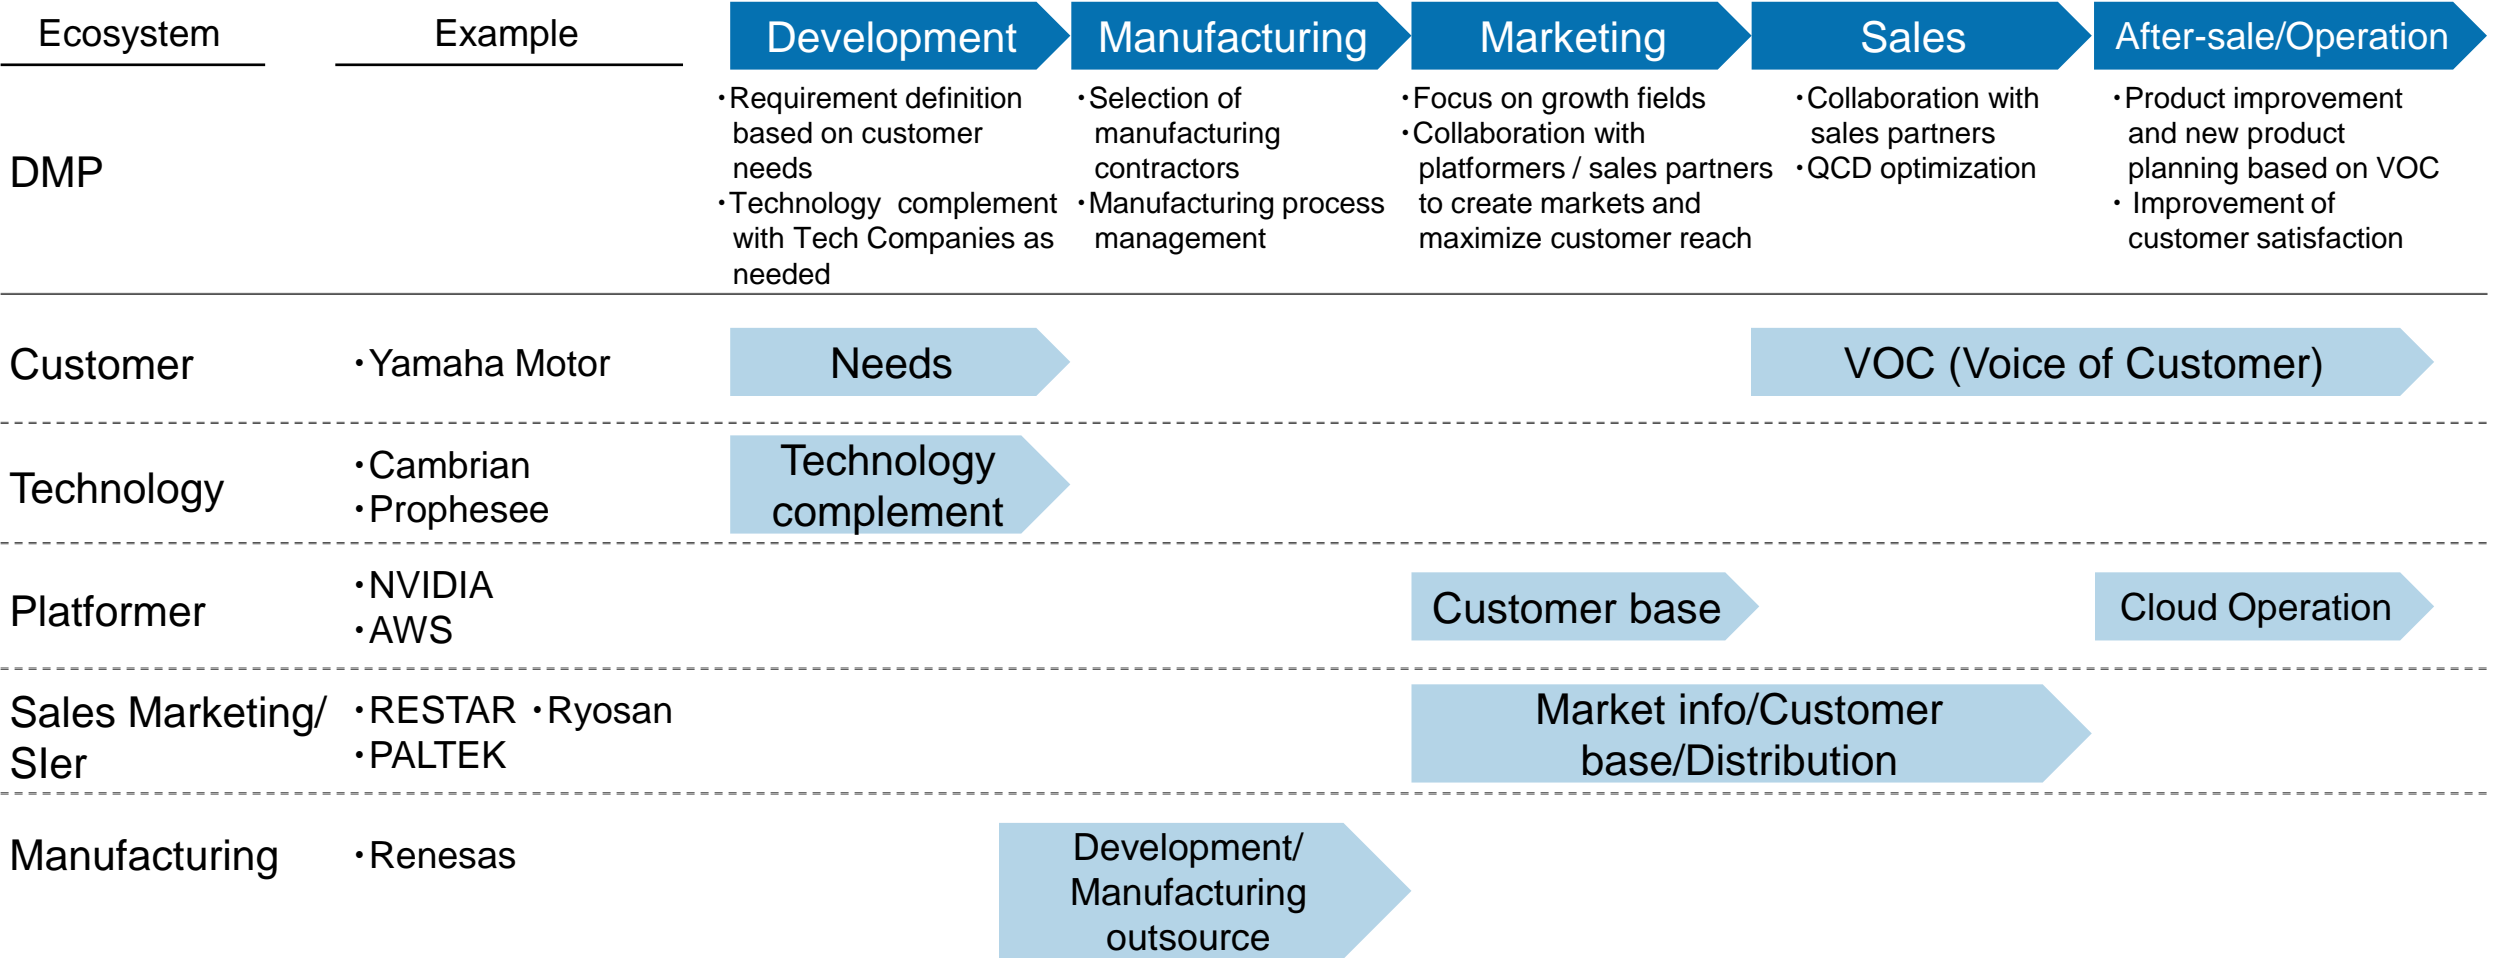 Ecosystem
Example
Development
Manufacturing
Marketing
Sales
After-sale/Operation
DMP
・Requirement definition
based on customer
needs
・Technology  complement
with Tech Companies as
needed
・Selection of
manufacturing
contractors
・Manufacturing process
management
・Focus on growth fields
・Collaboration with
platformers / sales partners
to create markets and
maximize customer reach
・Collaboration with
sales partners
・QCD optimization
・Product improvement
and new product
planning based on VOC
・ Improvement of
customer satisfaction
Customer
・Yamaha Motor
Needs
VOC (Voice of Customer)
Technology
・Cambrian
・Prophesee
Technology
complement
Platformer
・NVIDIA
・AWS
Customer base
Cloud Operation
Sales Marketing/
SIer
・RESTAR ・Ryosan
・PALTEK
Market info/Customer
base/Distribution
Manufacturing
・Renesas
Development/
Manufacturing
outsource